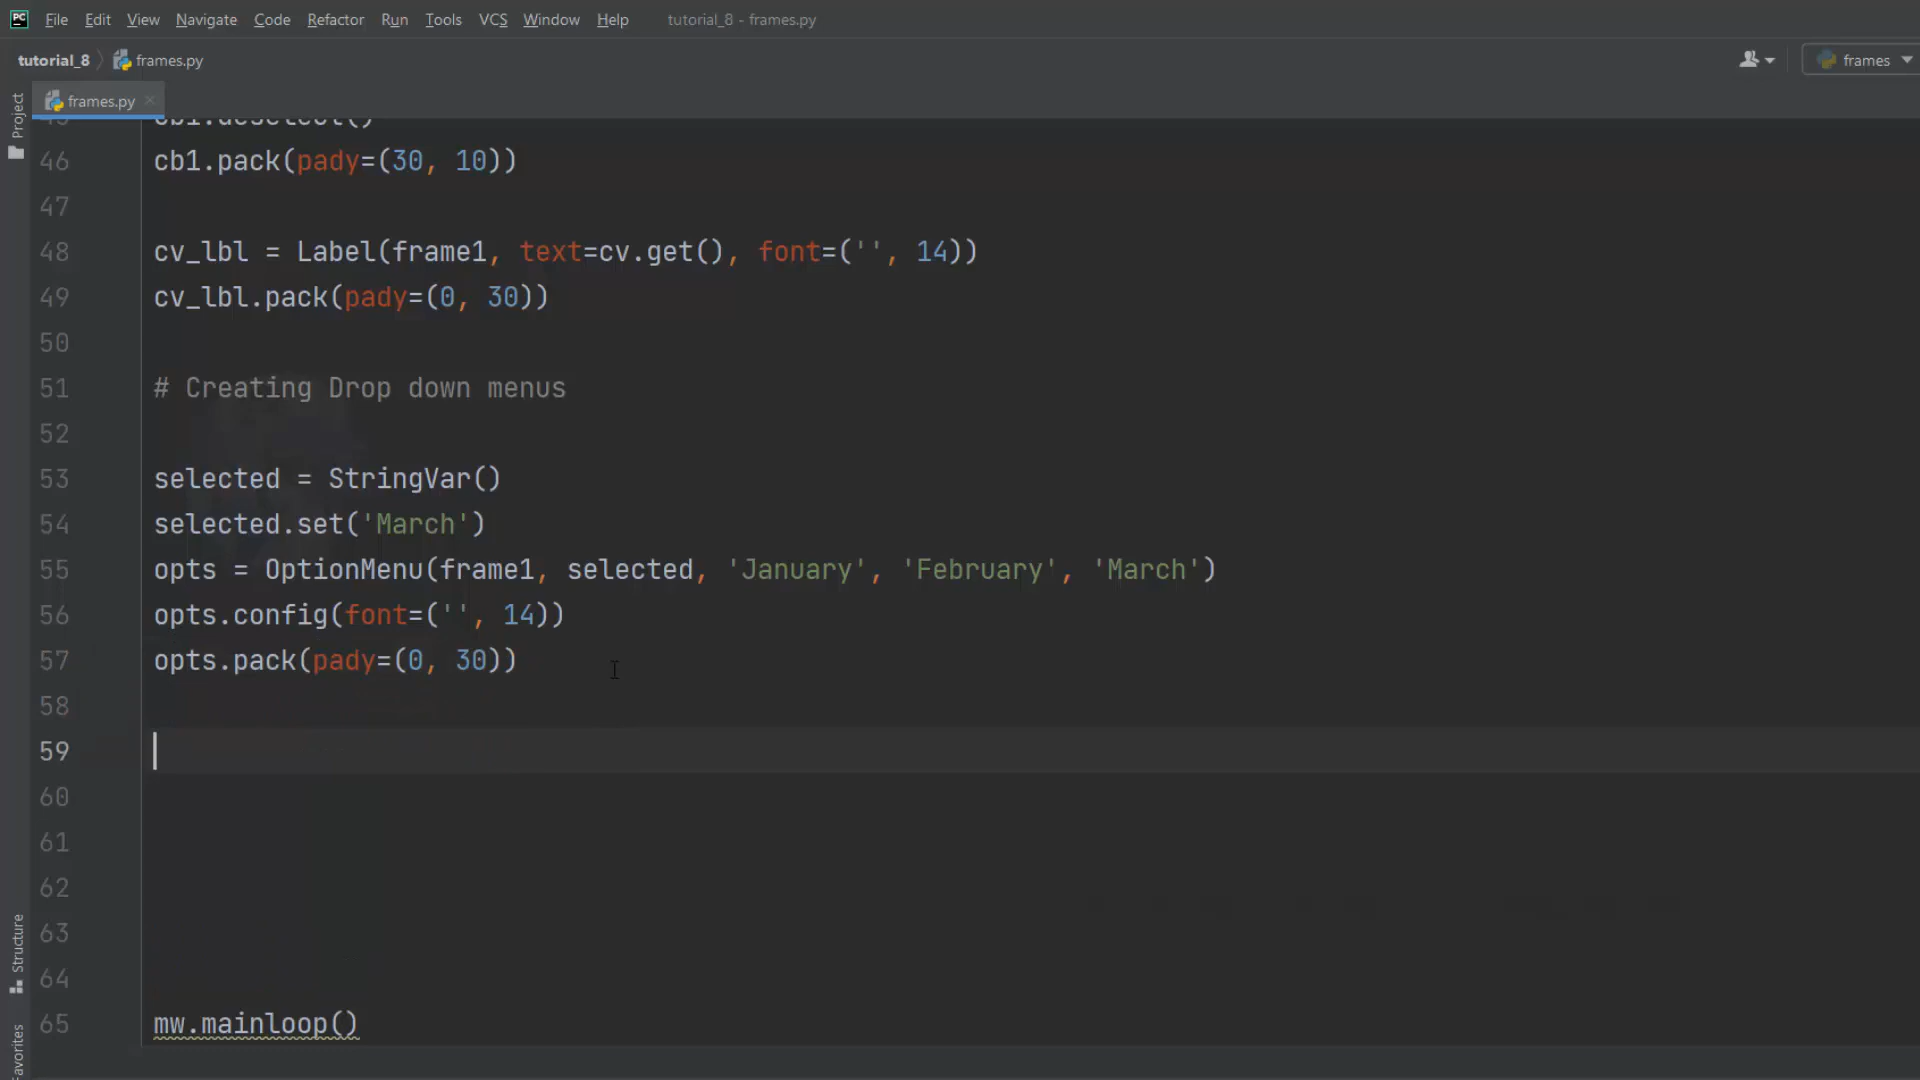 PC File Edit View Navigate Code Refactor Run Tools VCS Window Help tutorial_8 - frames.py
tutorial_8 frames.py frames
frames.py
Project
46 cb1.pack(pady=(30, 10))
47
48 cv_lbl = Label(frame1, text=cv.get(), font=('', 14))
49 cv_lbl.pack(pady=(0, 30))
50
51 # Creating Drop down menus
52
53 selected = StringVar()
54 selected.set('March')
55 opts = OptionMenu(frame1, selected, 'January', 'February', 'March')
56 opts.config(font=('', 14))
57 opts.pack(pady=(0, 30))
58
59
60
61
62
63
64
65 mw.mainloop()
Structure
Favorites